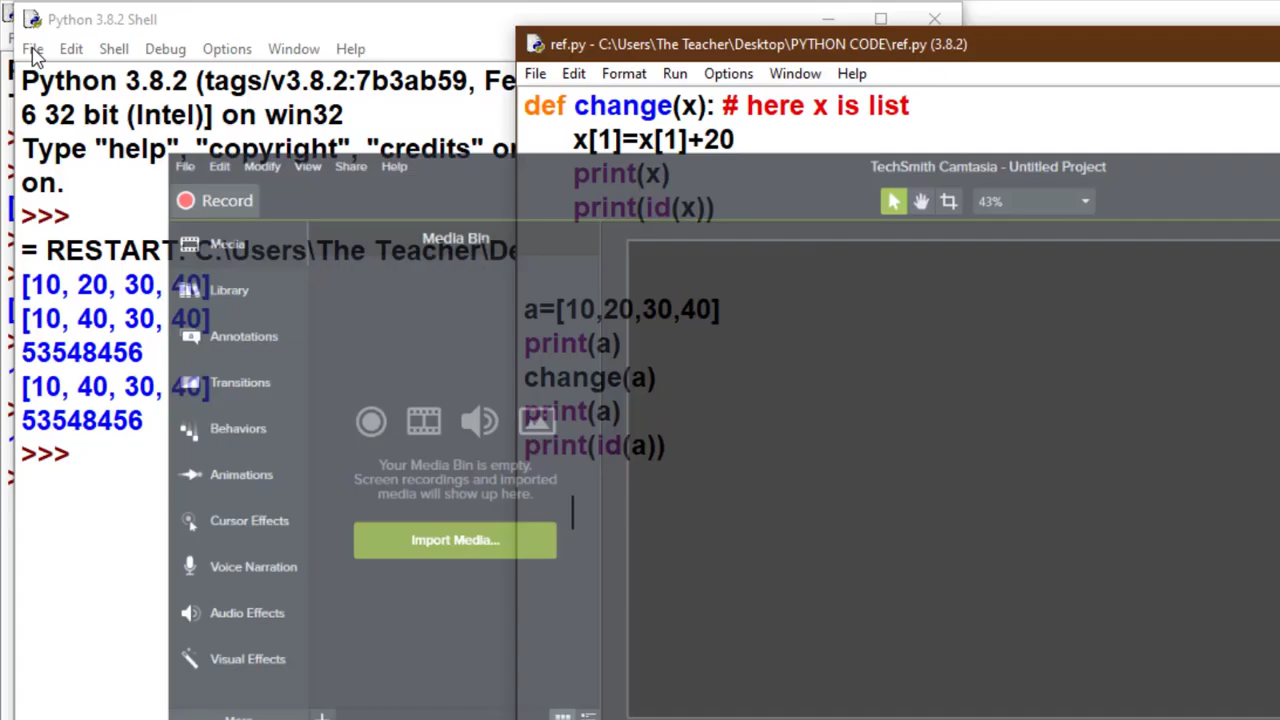 Python 3.8.2 Shell
File Edit Shell Debug Options Window Help
Python 3.8.2 (tags/v3.8.2:7b3ab59, Fe
6 32 bit (Intel)] on win32
Type "help", "copyright", "credits" or
on.
>>>
= RESTART: C:\Users\The Teacher\De
[10, 20, 30, 40]
[10, 40, 30, 40]
53548456
[10, 40, 30, 40]
53548456
>>>
ref.py - C:\Users\The Teacher\Desktop\PYTHON CODE\ref.py (3.8.2)
File Edit Format Run Options Window Help
def change(x): # here x is list
x[1]=x[1]+20
print(x)
print(id(x))
a=[10,20,30,40]
print(a)
change(a)
print(a)
print(id(a))
File Edit Modify View Share Help
TechSmith Camtasia - Untitled Project
Record
43%
Media
Library
Annotations
Transitions
Behaviors
Animations
Cursor Effects
Voice Narration
Audio Effects
Visual Effects
More
Media Bin
Your Media Bin is empty.
Screen recordings and imported
media will show up here.
Import Media...